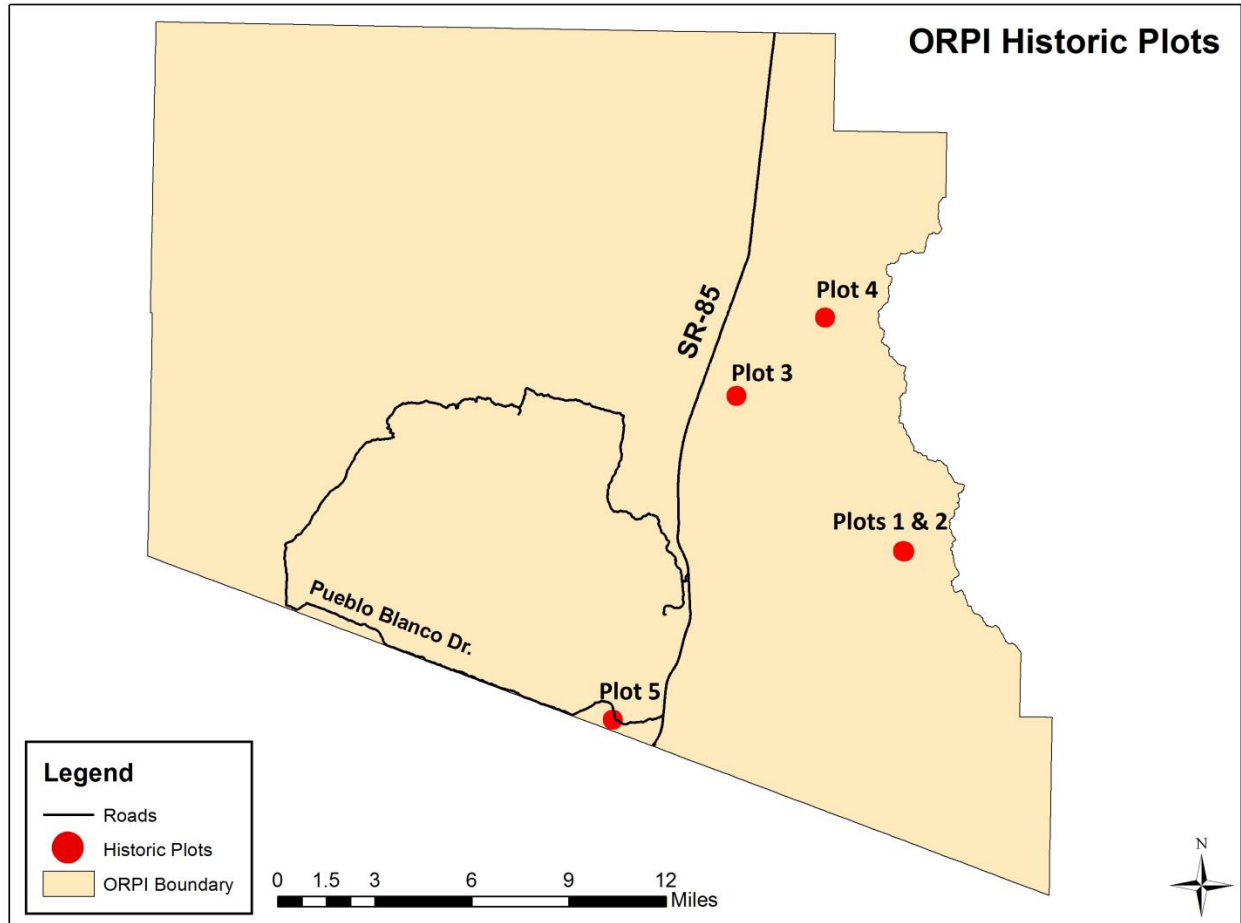 ORPI Historic Plots
Plot 4
SR-85
Plot 3
Plots 1 & 2
Pueblo Blanco Dr.
Plot 5
Legend
Roads
Historic Plots
ORPI Boundary
0 1.5 3 6 9 12
Miles
N